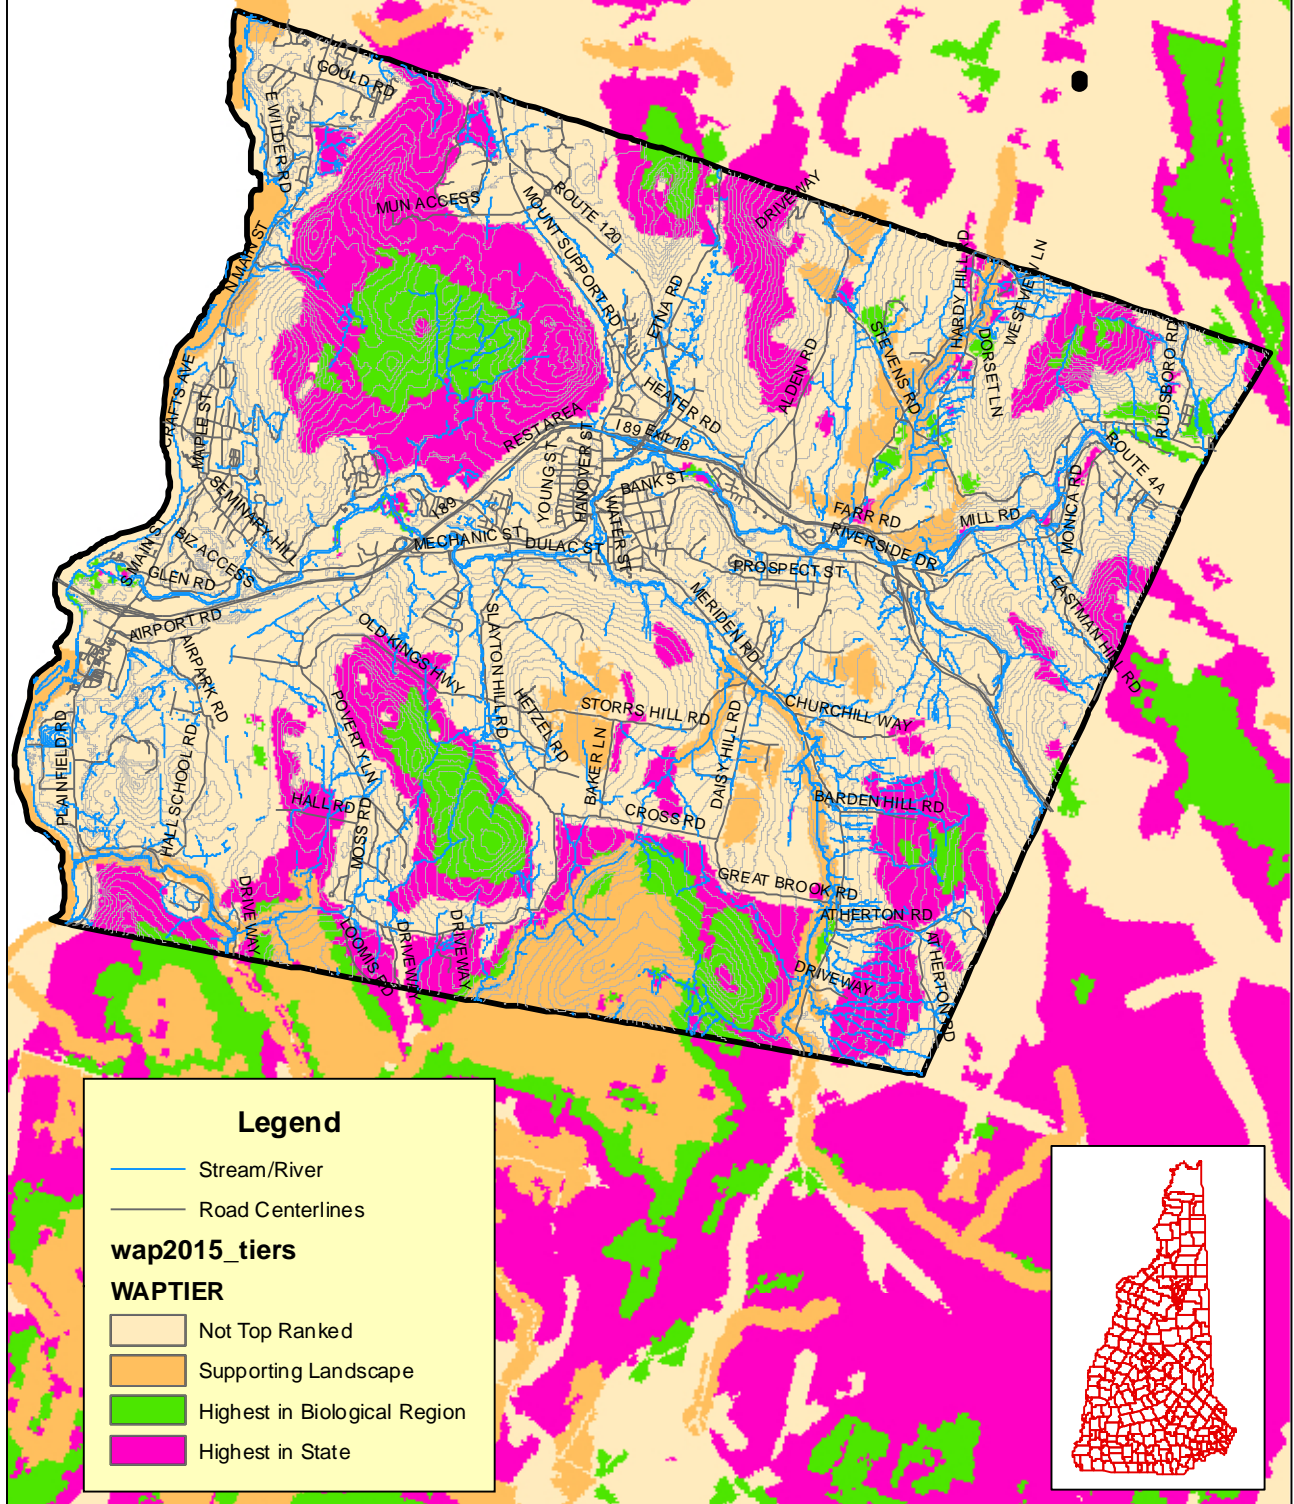 GOULD RD
E WILDER RD
MUN ACCESS
ROUTE 120
MOUNT SUPPORT RD
DRIVEWAY
N MAIN ST
ETNA RD
HARDY HILL RD
WESTVIEW LN
DORSET LN
STEVENS RD
RUDSBORO RD
ALDEN RD
CRAFTS AVE
MAPLE ST
HEATER RD
REST AREA
I 89 Exit 18
ROUTE 4A
YOUNG ST
HANOVER ST
BANK ST
SEMINARY HILL
I 89
WATER ST
FARR RD
MILL RD
MONICA RD
RIVERSIDE DR
MECHANIC ST
DULAC ST
S MAIN ST
BIZ ACCESS
GLEN RD
PROSPECT ST
AIRPORT RD
MERIDEN RD
EASTMAN HILL RD
OLD KINGS HWY
SLAYTON HILL RD
AIRPARK RD
HETZEL RD
STORRS HILL RD
CHURCHILL WAY
POVERTY LN
PLAINFIELD RD
HALL SCHOOL RD
BAKER LN
DAISY HILL RD
HALL RD
MOSS RD
CROSS RD
BARDEN HILL RD
GREAT BROOK RD
ATHERTON RD
DRIVEWAY
LOOMIS RD
DRIVEWAY
DRIVEWAY
DRIVEWAY
ATHERTON RD
Legend
Stream/River
Road Centerlines
wap2015_tiers
WAPTIER
Not Top Ranked
Supporting Landscape
Highest in Biological Region
Highest in State